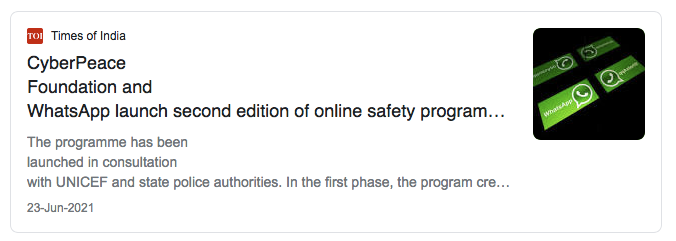 TOI Times of India
CyberPeace
Foundation and
WhatsApp launch second edition of online safety program…
The programme has been
launched in consultation
with UNICEF and state police authorities. In the first phase, the program cre…
23-Jun-2021
WhatsApp
WhatsApp